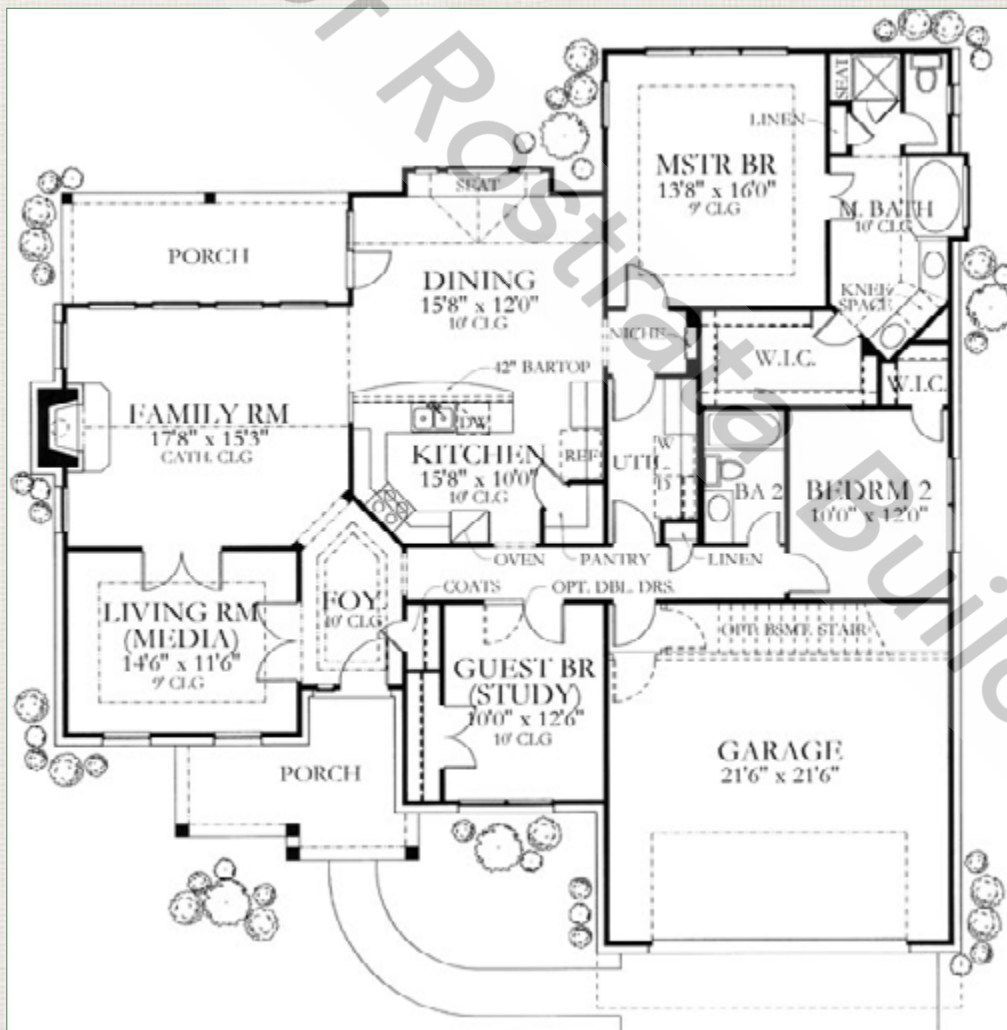 SEAT
LINEN
MSTR BR
13'8" x 16'0"
9' CLG
M. BATH
10' CLG
SEAT
PORCH
DINING
15'8" x 12'0"
10' CLG
KNEE
SPACE
NICHE
W.I.C.
W.I.C.
42" BARTOP
FAMILY RM
17'8" x 15'3"
CATH. CLG
DW
KITCHEN
15'8" x 10'0"
10' CLG
REF
UTIL
W
D
BA 2
BEDRM 2
10'0" x 12'0"
OVEN
PANTRY
LINEN
COATS
OPT. DBL. DRS.
LIVING RM
(MEDIA)
14'6" x 11'6"
9' CLG
FOY.
10' CLG
OPT. BSMT. STAIR
GUEST BR
(STUDY)
10'0" x 12'6"
10' CLG
GARAGE
21'6" x 21'6"
PORCH
or Rostrata Buil